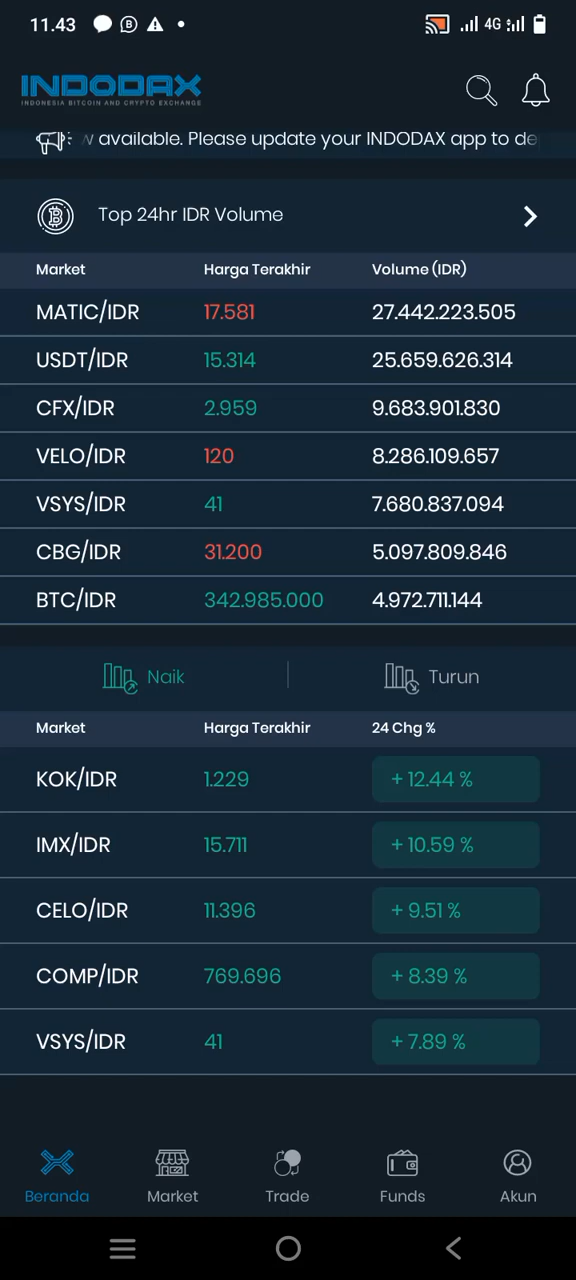 11.43
4G
INDODAX
INDONESIA BITCOIN AND CRYPTO EXCHANGE
available. Please update your INDODAX app to de
Top 24hr IDR Volume
Market Harga Terakhir Volume (IDR)
MATIC/IDR 17.581 27.442.223.505
USDT/IDR 15.314 25.659.626.314
CFX/IDR 2.959 9.683.901.830
VELO/IDR 120 8.286.109.657
VSYS/IDR 41 7.680.837.094
CBG/IDR 31.200 5.097.809.846
BTC/IDR 342.985.000 4.972.711.144
Naik Turun
Market Harga Terakhir 24 Chg %
KOK/IDR 1.229 + 12.44 %
IMX/IDR 15.711 + 10.59 %
CELO/IDR 11.396 + 9.51 %
COMP/IDR 769.696 + 8.39 %
VSYS/IDR 41 + 7.89 %
Beranda Market Trade Funds Akun